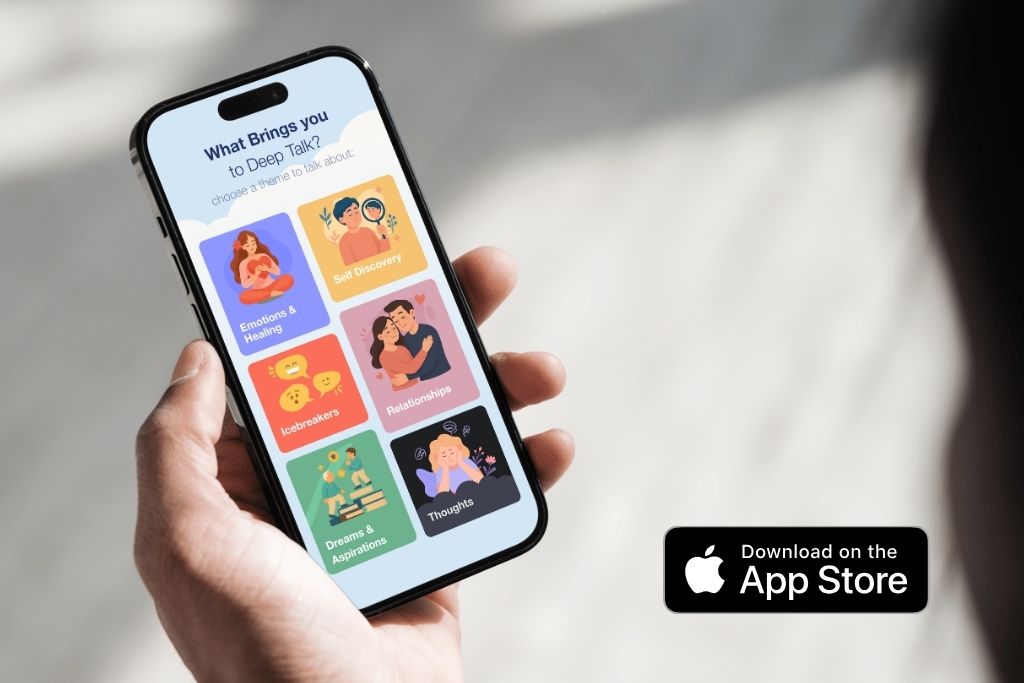 What Brings you
to Deep Talk?
choose a theme to talk about:
Emotions &
Healing
Self Discovery
Icebreakers
Relationships
Dreams &
Aspirations
Thoughts
Download on the
App Store